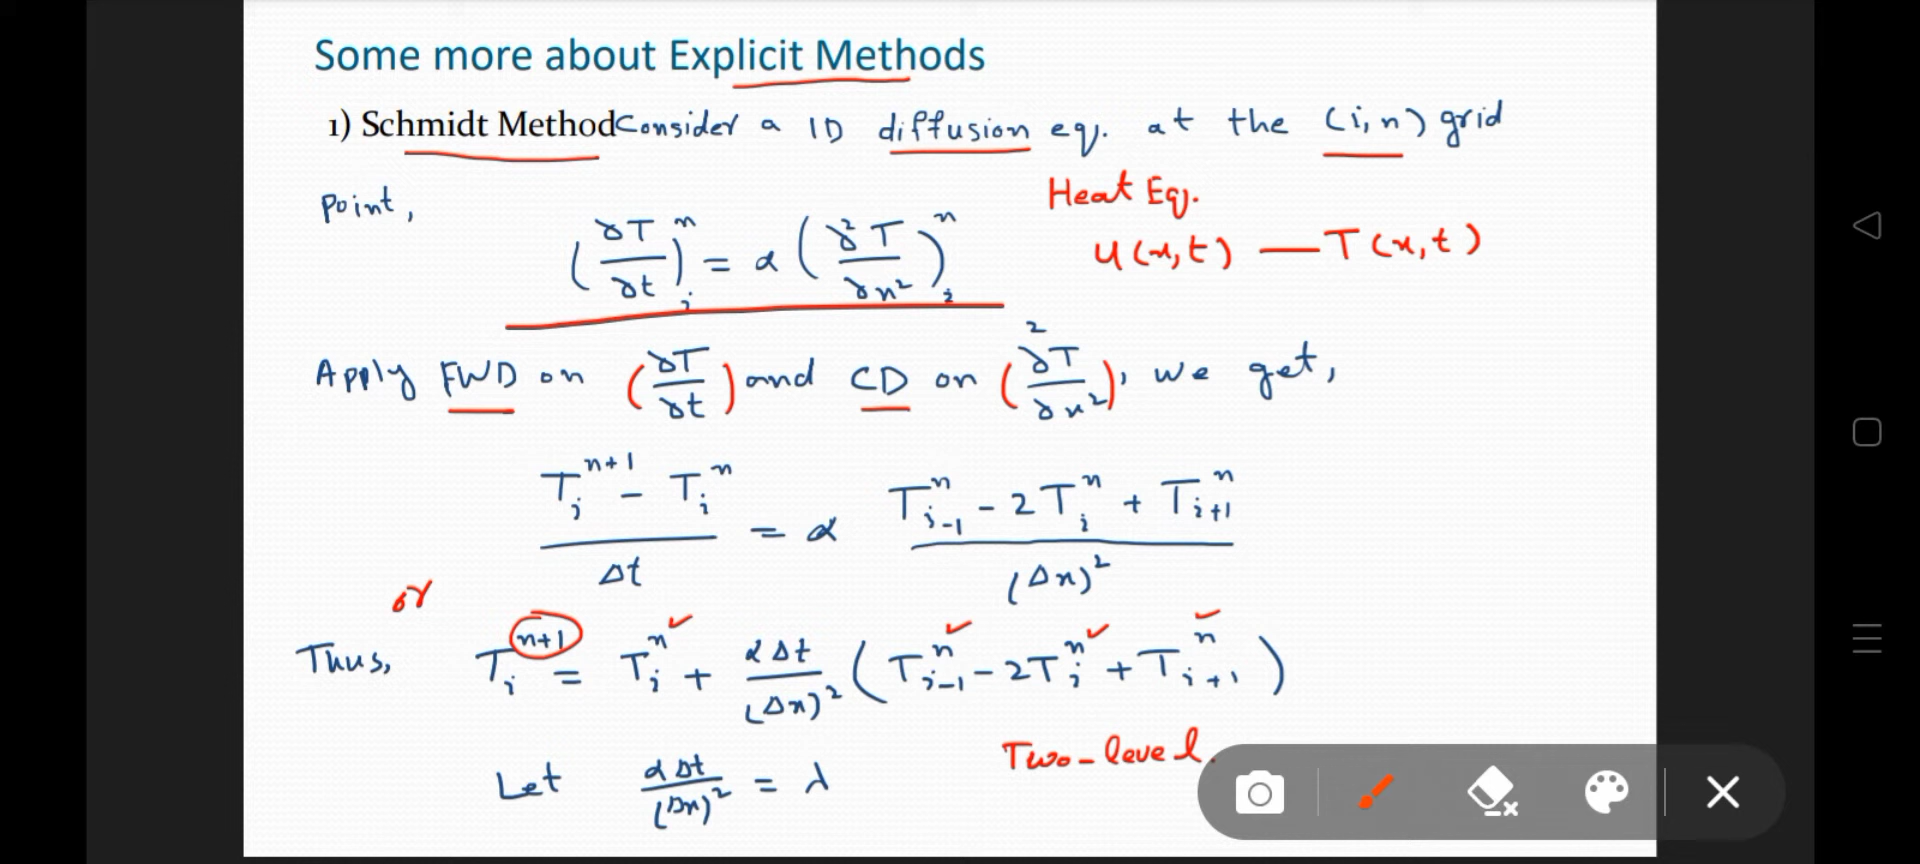 Some more about Explicit Methods
1) Schmidt Method Consider a 1D diffusion eq. at the (i,n) grid
Point,
Heat Eq.
(∂T/∂t)ᵢⁿ = α (∂²T/∂x²)ᵢⁿ
u(x,t) — T(x,t)
Apply FWD on (∂T/∂t) and CD on (∂²T/∂x²), we get,
(Tᵢⁿ⁺¹ - Tᵢⁿ)/Δt = α (Tᵢ₋₁ⁿ - 2Tᵢⁿ + Tᵢ₊₁ⁿ)/(Δx)²
or
Thus, Tᵢⁿ⁺¹ = Tᵢⁿ + αΔt/(Δx)² (Tᵢ₋₁ⁿ - 2Tᵢⁿ + Tᵢ₊₁ⁿ)
Two-level.
Let αΔt/(Δx)² = λ